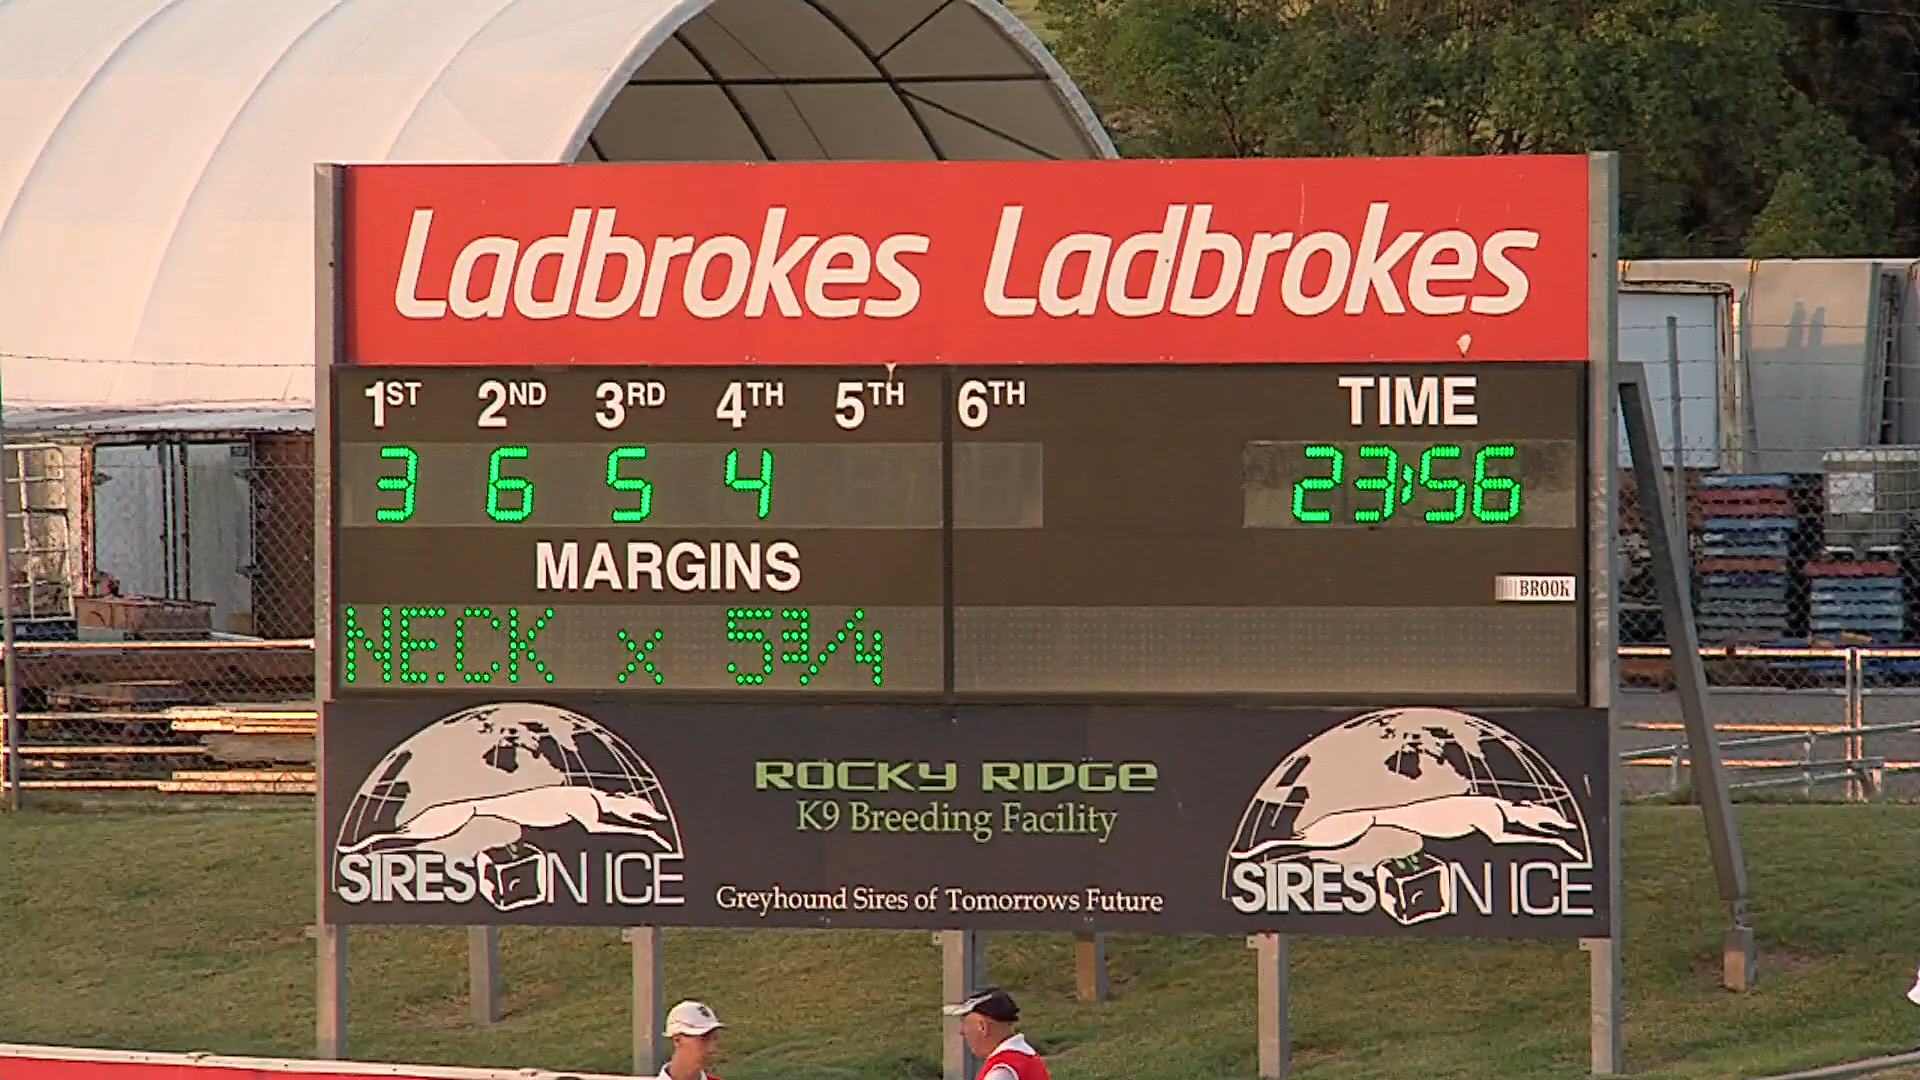 Ladbrokes Ladbrokes
1ST 2ND 3RD 4TH 5TH 6TH TIME
3 6 5 4 23:56
MARGINS
BROOK
NECK x 5¾
ROCKY RIDGE
K9 Breeding Facility
SIRES ON ICE SIRES ON ICE
Greyhound Sires of Tomorrows Future